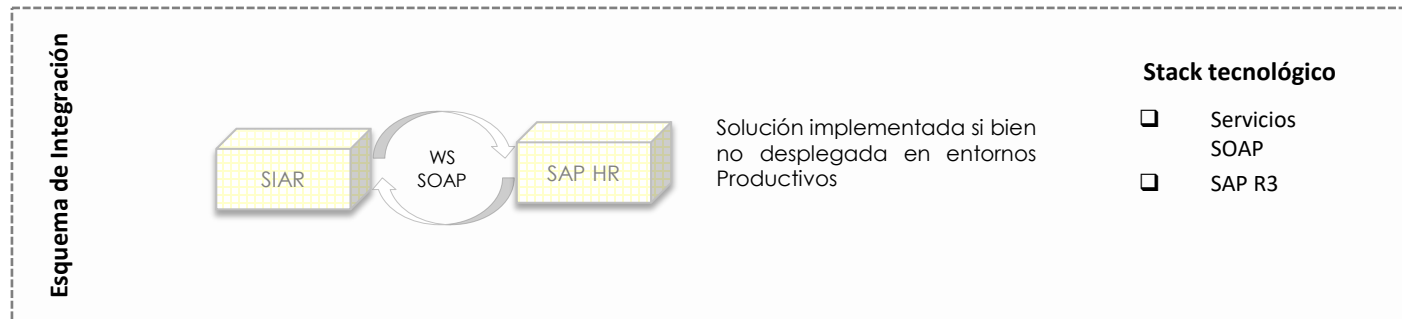 Esquema de Integración
SIAR
WS
SOAP
SAP HR
Solución implementada si bien
no desplegada en entornos
Productivos
Stack tecnológico
❑ Servicios
SOAP
❑ SAP R3